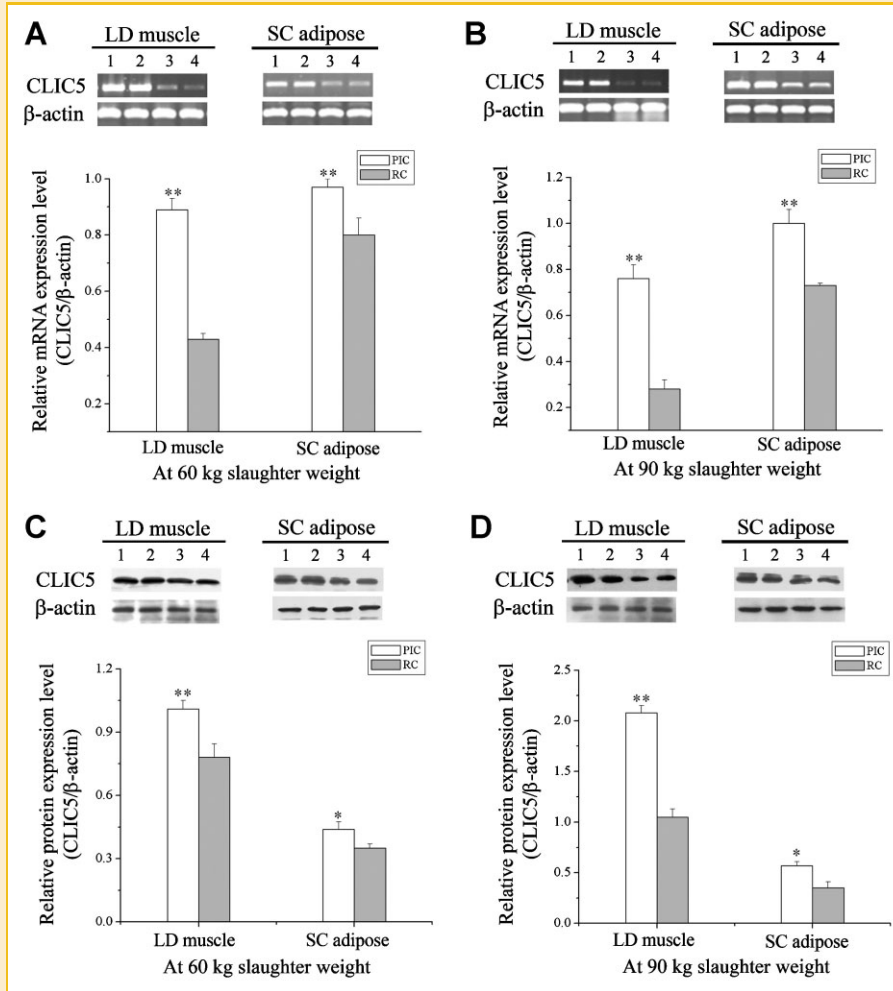 A
LD muscle SC adipose
1 2 3 4 1 2 3 4
CLIC5
β-actin
PIC
RC
Relative mRNA expression level
(CLIC5/β-actin)
1.0
0.8
0.6
0.4
0.2
** **
LD muscle SC adipose
At 60 kg slaughter weight
B
LD muscle SC adipose
1 2 3 4 1 2 3 4
CLIC5
β-actin
PIC
RC
Relative mRNA expression level
(CLIC5/β-actin)
1.2
1.0
0.8
0.6
0.4
0.2
** **
LD muscle SC adipose
At 90 kg slaughter weight
C
LD muscle SC adipose
1 2 3 4 1 2 3 4
CLIC5
β-actin
PIC
RC
Relative protein expression level
(CLIC5/β-actin)
1.2
0.9
0.6
0.3
0.0
** *
LD muscle SC adipose
At 60 kg slaughter weight
D
LD muscle SC adipose
1 2 3 4 1 2 3 4
CLIC5
β-actin
PIC
RC
Relative protein expression level
(CLIC5/β-actin)
2.5
2.0
1.5
1.0
0.5
0.0
** *
LD muscle SC adipose
At 90 kg slaughter weight